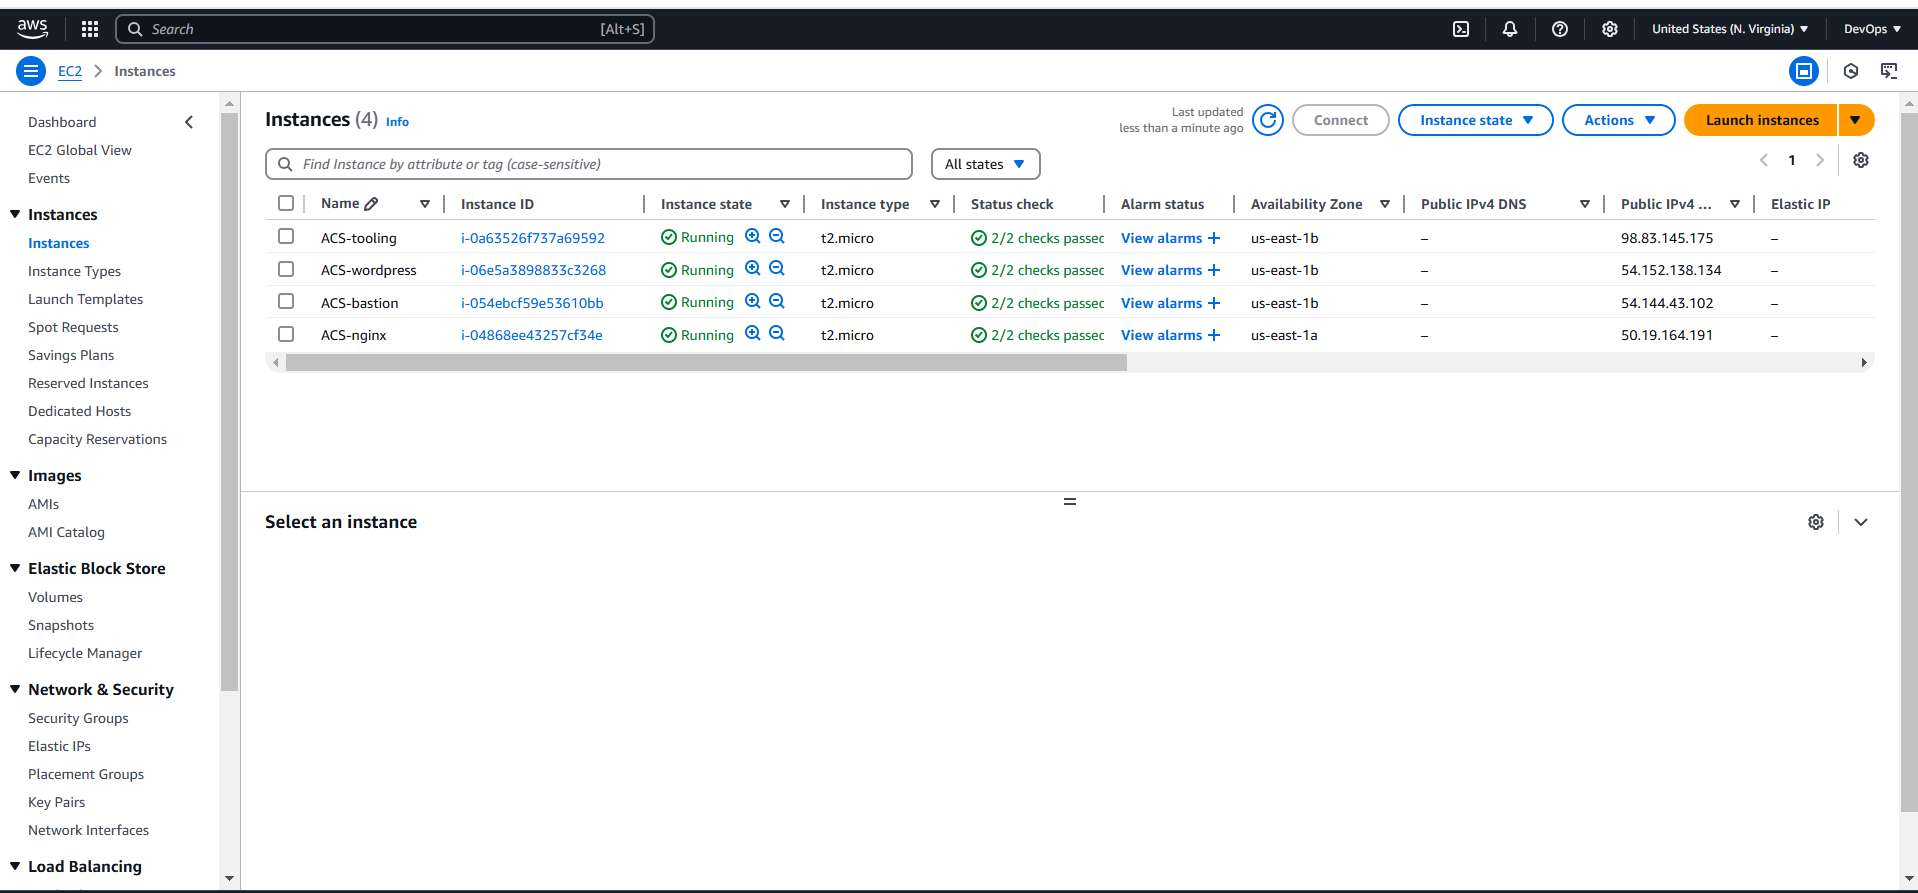 aws
Search [Alt+S]
United States (N. Virginia)
DevOps
EC2
Instances
Dashboard
EC2 Global View
Events
Instances
Instances
Instance Types
Launch Templates
Spot Requests
Savings Plans
Reserved Instances
Dedicated Hosts
Capacity Reservations
Images
AMIs
AMI Catalog
Elastic Block Store
Volumes
Snapshots
Lifecycle Manager
Network & Security
Security Groups
Elastic IPs
Placement Groups
Key Pairs
Network Interfaces
Load Balancing
Instances (4) Info
Last updated
less than a minute ago
Connect
Instance state
Actions
Launch instances
Find Instance by attribute or tag (case-sensitive)
All states
1
Name Instance ID Instance state Instance type Status check Alarm status Availability Zone Public IPv4 DNS Public IPv4 ... Elastic IP
ACS-tooling i-0a63526f737a69592 Running t2.micro 2/2 checks passec View alarms + us-east-1b – 98.83.145.175 –
ACS-wordpress i-06e5a3898833c3268 Running t2.micro 2/2 checks passec View alarms + us-east-1b – 54.152.138.134 –
ACS-bastion i-054ebcf59e53610bb Running t2.micro 2/2 checks passec View alarms + us-east-1b – 54.144.43.102 –
ACS-nginx i-04868ee43257cf34e Running t2.micro 2/2 checks passec View alarms + us-east-1a – 50.19.164.191 –
Select an instance